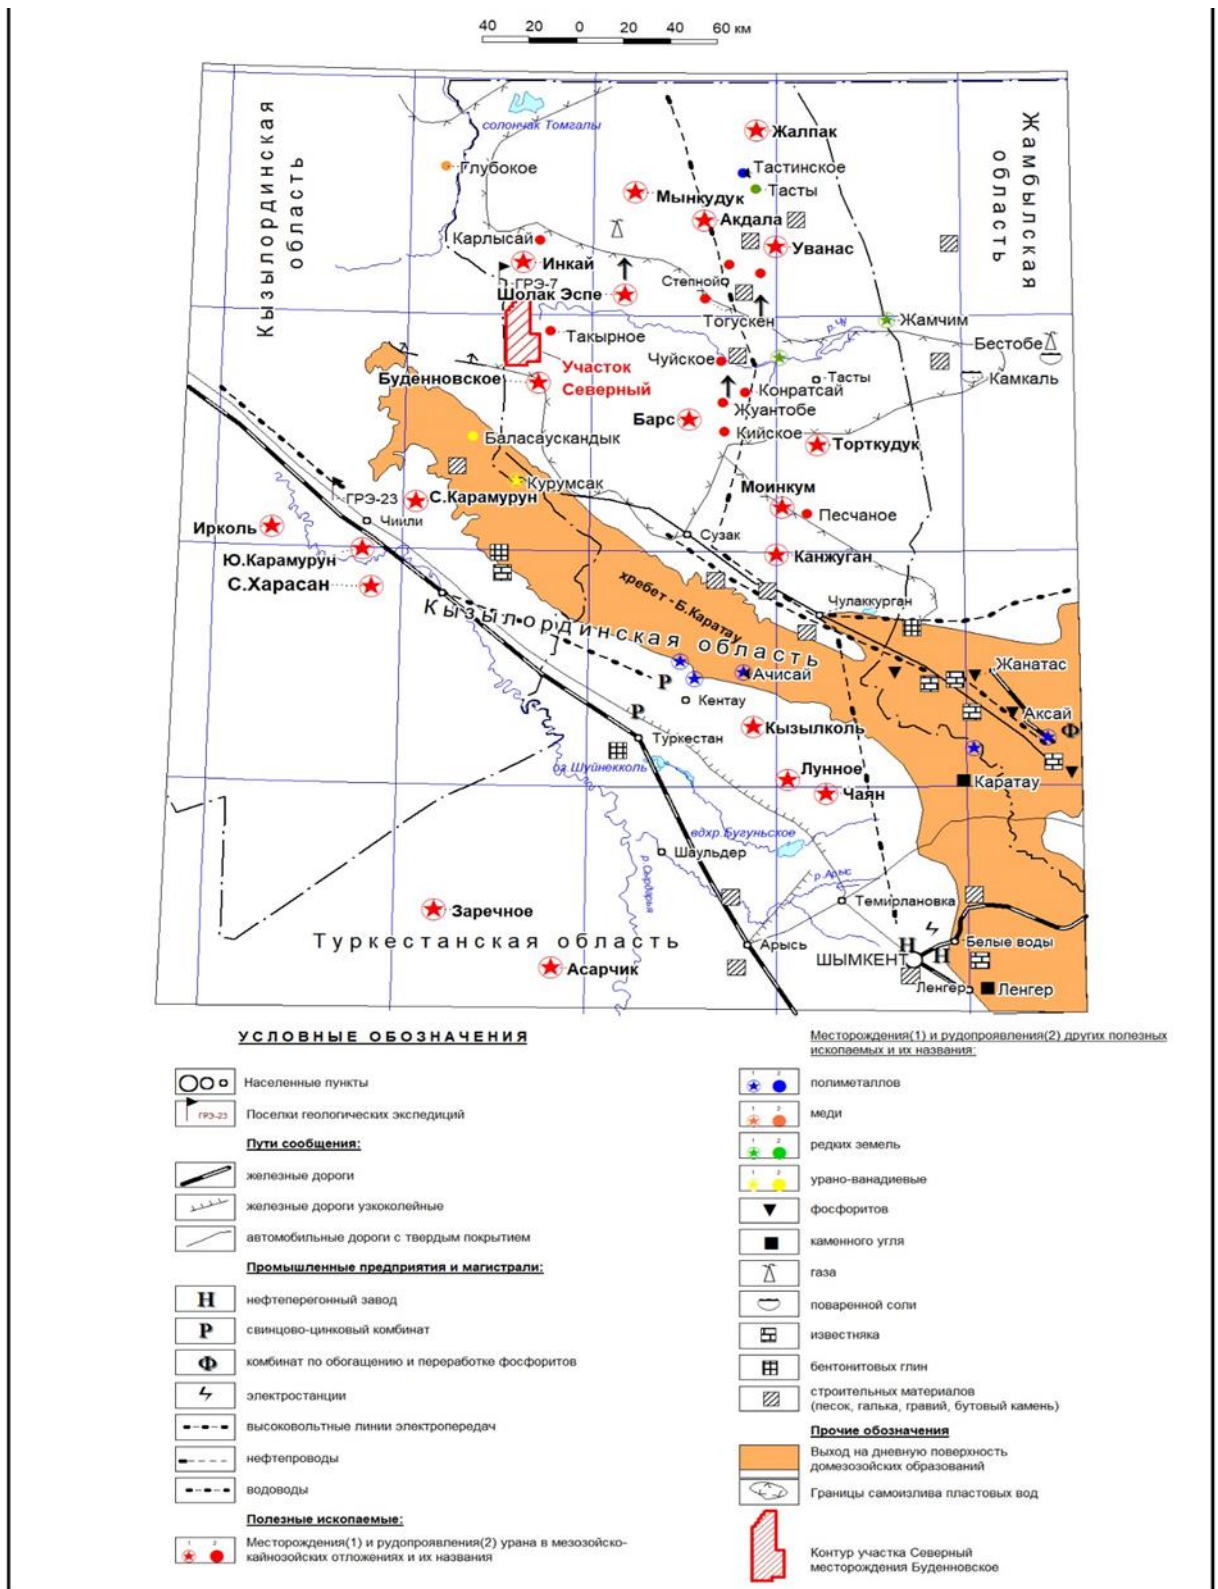 40 20 0 20 40 60 км
солончак Томгалы
Кызылординская
область
Жамбылская
область
Жалпак
Тастинское
Тасты
Глубокое
Мынкудук
Акдала
Карлысай
Уванас
Инкай
ГРЭ-7
Степной
Шолак Эспе
Тогускен
р.Чу
Жамчим
Такырное
Бестобе
Чуйское
Участок
Северный
Тасты
Камкаль
Буденновское
Конратсай
Жуантобе
Барс
Кийское
Торткудук
Баласаускандык
Курумсак
Моинкум
ГРЭ-23
С.Карамурун
Песчаное
Ирколь
Чиили
Сузак
Ю.Карамурун
Канжуган
С.Харасан
хребет - Б.Каратау
Чулаккурган
Кызылординская область
Жанатас
Ачисай
Р
Кентау
Р
Аксай
Ф
Кызылколь
Туркестан
оз.Шуйнекколь
Лунное
Каратау
Чаян
вдхр.Бугуньское
Шаульдер
р.Сырдарья
р.Арыс
Темирлановка
Заречное
Туркестанская область
Арысь
Н
Н
Белые воды
ШЫМКЕНТ
Асарчик
Ленгер
Ленгер
УСЛОВНЫЕ ОБОЗНАЧЕНИЯ
Населенные пункты
ГРЭ-23
Поселки геологических экспедиций
Пути сообщения:
железные дороги
железные дороги узкоколейные
автомобильные дороги с твердым покрытием
Промышленные предприятия и магистрали:
Н нефтеперегонный завод
Р свинцово-цинковый комбинат
Ф комбинат по обогащению и переработке фосфоритов
электростанции
высоковольтные линии электропередач
нефтепроводы
водоводы
Полезные ископаемые:
1 2
Месторождения(1) и рудопроявления(2) урана в мезозойско-
кайнозойских отложениях и их названия
Месторождения(1) и рудопроявления(2) других полезных
ископаемых и их названия:
1 2
полиметаллов
1 2
меди
1 2
редких земель
1 2
урано-ванадиевые
фосфоритов
каменного угля
газа
поваренной соли
известняка
бентонитовых глин
строительных материалов
(песок, галька, гравий, бутовый камень)
Прочие обозначения
Выход на дневную поверхность
домезозойских образований
Границы самоизлива пластовых вод
Контур участка Северный
месторождения Буденновское